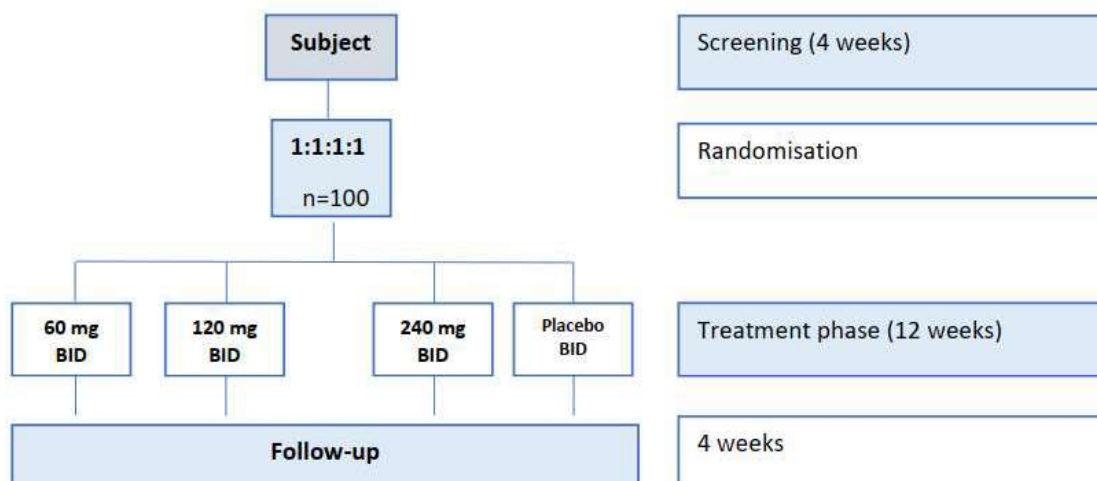 Subject
Screening (4 weeks)
1:1:1:1
n=100
Randomisation
60 mg
BID
120 mg
BID
240 mg
BID
Placebo
BID
Treatment phase (12 weeks)
Follow-up
4 weeks